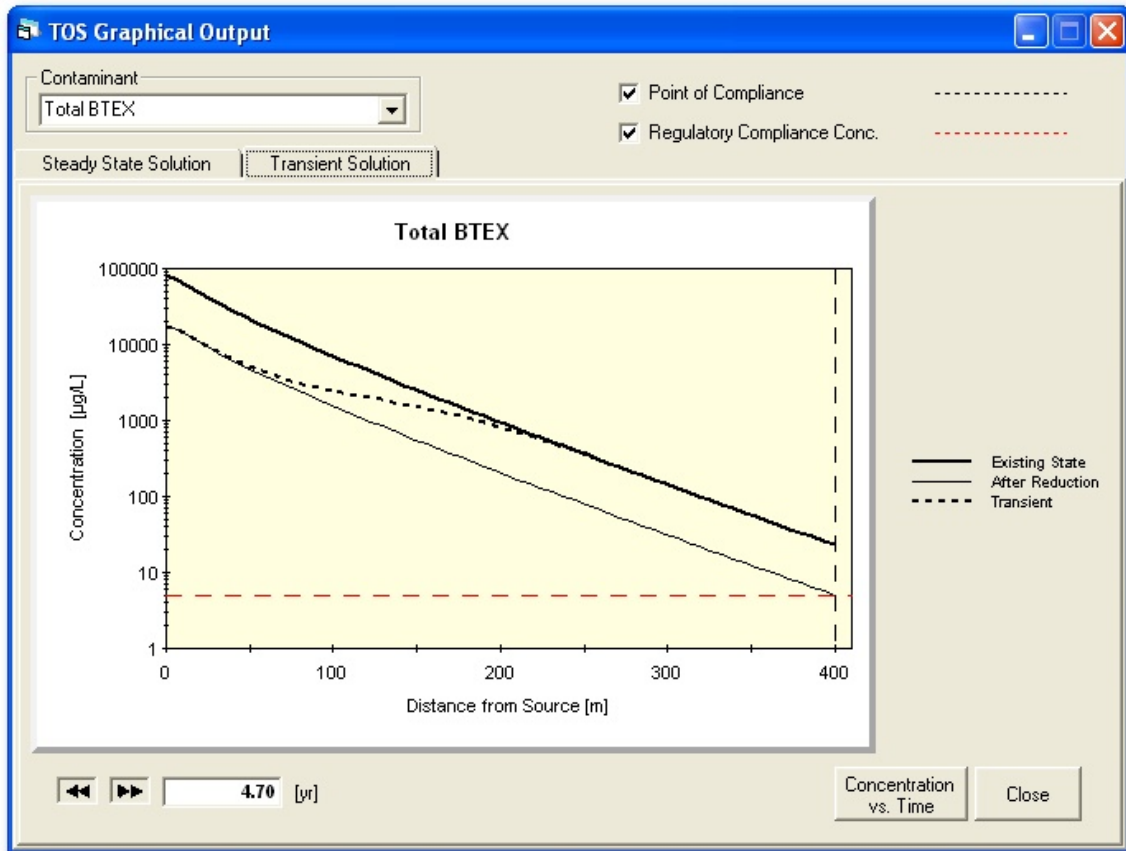 TOS Graphical Output
Contaminant
Total BTEX
Point of Compliance
Regulatory Compliance Conc.
Steady State Solution
Transient Solution
Total BTEX
Concentration [µg/L]
100000
10000
1000
100
10
1
0
100
200
300
400
Distance from Source [m]
Existing State
After Reduction
Transient
4.70 [yr]
Concentration
vs. Time
Close